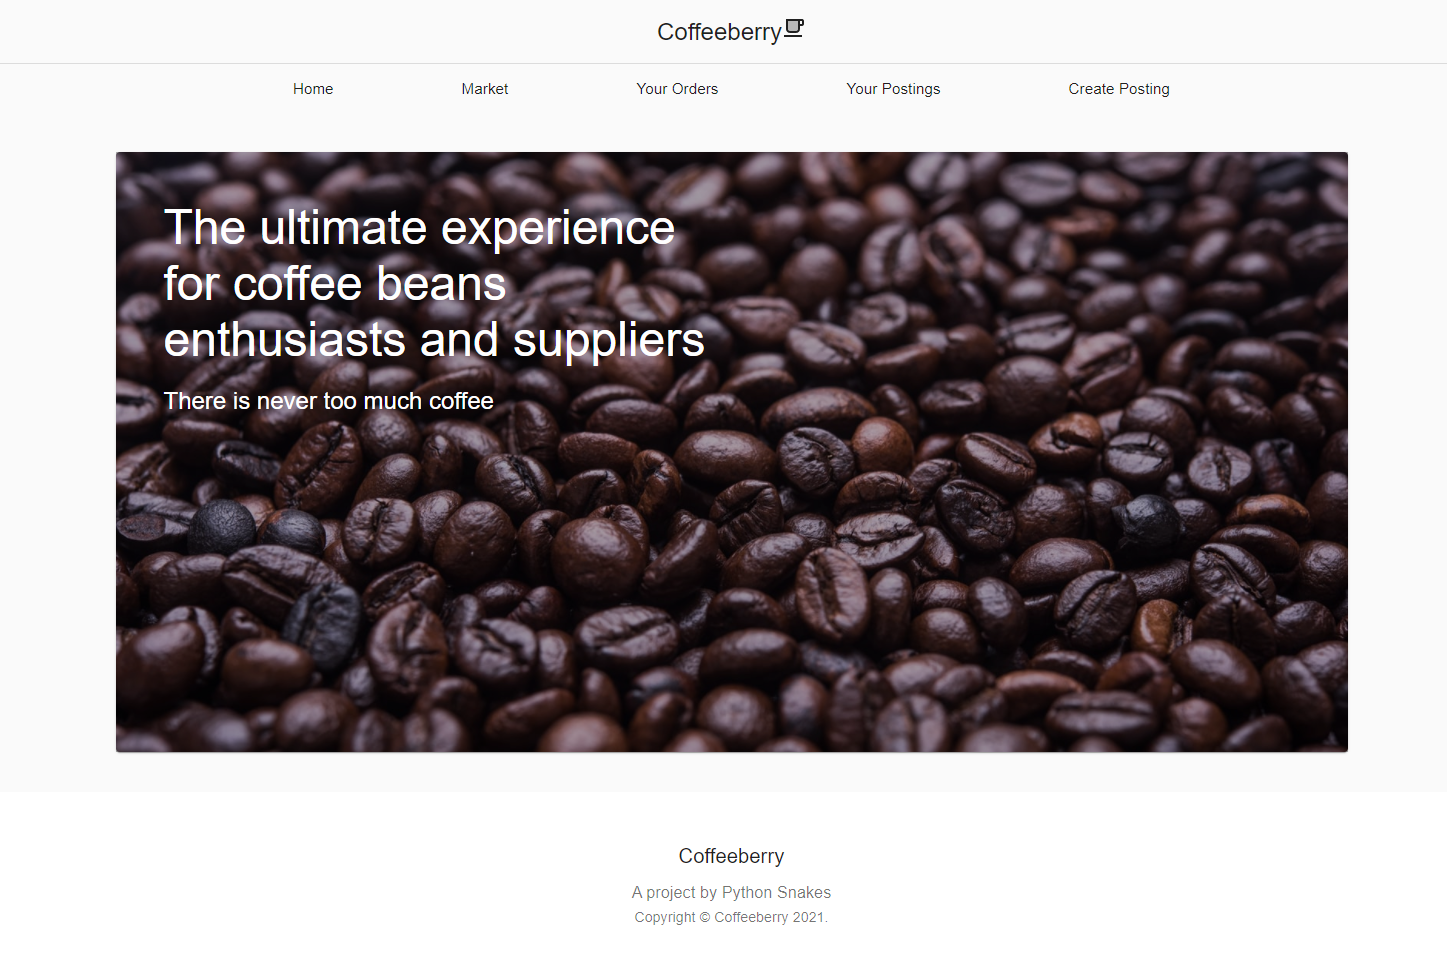 Coffeeberry
Home Market Your Orders Your Postings Create Posting
The ultimate experience
for coffee beans
enthusiasts and suppliers
There is never too much coffee
Coffeeberry
A project by Python Snakes
Copyright © Coffeeberry 2021.